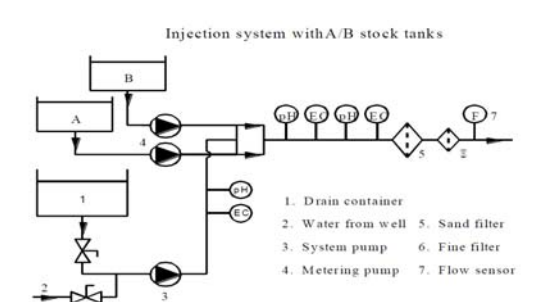 Injection system withA/B stock tanks
B
A
4
pH EC pH EC F 7
5
1
pH
EC
2
3
1. Drain container
2. Water from well 5. Sand filter
3. System pump 6. Fine filter
4. Metering pump 7. Flow sensor